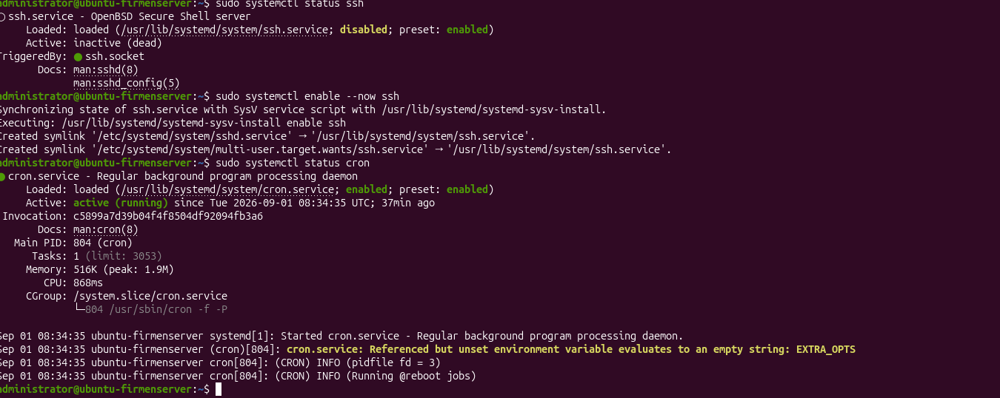 administrator@ubuntu-firmenserver:~$ sudo systemctl status ssh
○ ssh.service - OpenBSD Secure Shell server
     Loaded: loaded (/usr/lib/systemd/system/ssh.service; disabled; preset: enabled)
     Active: inactive (dead)
TriggeredBy: ● ssh.socket
       Docs: man:sshd(8)
             man:sshd_config(5)
administrator@ubuntu-firmenserver:~$ sudo systemctl enable --now ssh
Synchronizing state of ssh.service with SysV service script with /usr/lib/systemd/systemd-sysv-install.
Executing: /usr/lib/systemd/systemd-sysv-install enable ssh
Created symlink '/etc/systemd/system/sshd.service' → '/usr/lib/systemd/system/ssh.service'.
Created symlink '/etc/systemd/system/multi-user.target.wants/ssh.service' → '/usr/lib/systemd/system/ssh.service'.
administrator@ubuntu-firmenserver:~$ sudo systemctl status cron
● cron.service - Regular background program processing daemon
     Loaded: loaded (/usr/lib/systemd/system/cron.service; enabled; preset: enabled)
     Active: active (running) since Tue 2026-09-01 08:34:35 UTC; 37min ago
 Invocation: c5899a7d39b04f4f8504df92094fb3a6
       Docs: man:cron(8)
   Main PID: 804 (cron)
      Tasks: 1 (limit: 3053)
     Memory: 516K (peak: 1.9M)
        CPU: 868ms
     CGroup: /system.slice/cron.service
             └─804 /usr/sbin/cron -f -P
Sep 01 08:34:35 ubuntu-firmenserver systemd[1]: Started cron.service - Regular background program processing daemon.
Sep 01 08:34:35 ubuntu-firmenserver (cron)[804]: cron.service: Referenced but unset environment variable evaluates to an empty string: EXTRA_OPTS
Sep 01 08:34:35 ubuntu-firmenserver cron[804]: (CRON) INFO (pidfile fd = 3)
Sep 01 08:34:35 ubuntu-firmenserver cron[804]: (CRON) INFO (Running @reboot jobs)
administrator@ubuntu-firmenserver:~$